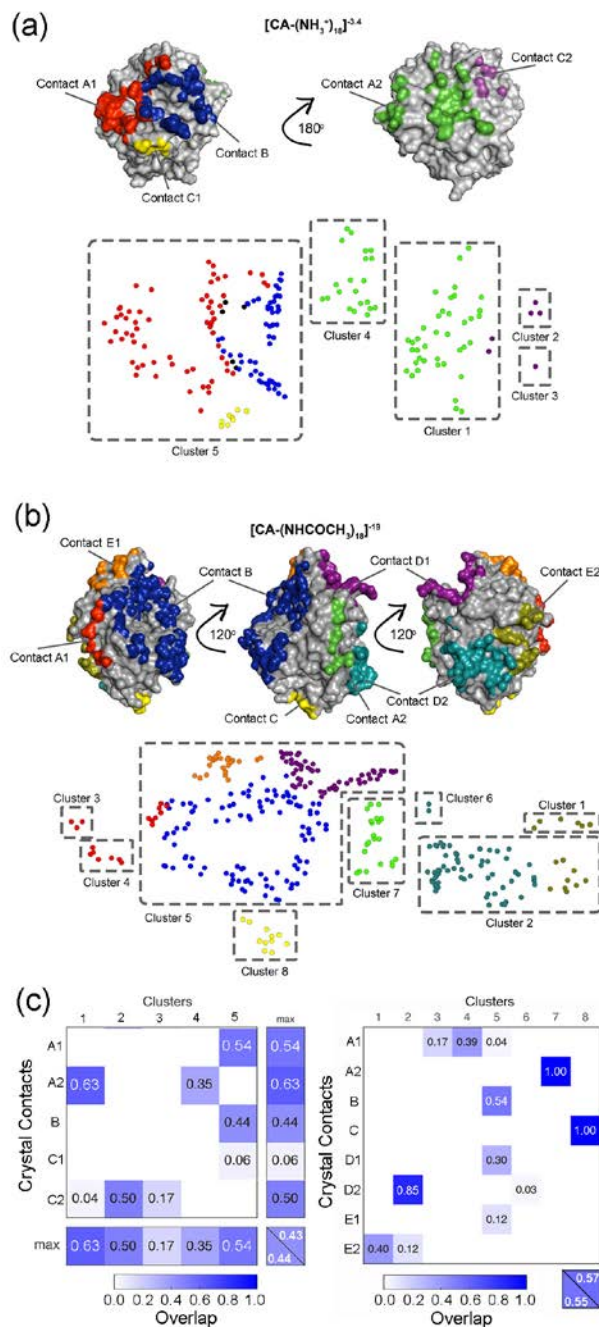 (a)
[CA-(NH₃⁺)₁₈]⁻³·⁴
Contact A1
Contact B
Contact C1
180°
Contact A2
Contact C2
Cluster 5
Cluster 4
Cluster 1
Cluster 2
Cluster 3
(b)
[CA-(NHCOCH₃)₁₈]⁻¹⁹
Contact E1
Contact B
Contact D1
Contact E2
Contact A1
120°
120°
Contact C
Contact A2
Contact D2
Cluster 3
Cluster 4
Cluster 5
Cluster 6
Cluster 1
Cluster 7
Cluster 2
Cluster 8
(c)
Clusters
1 2 3 4 5 max
Crystal Contacts
A1 0.54 0.54
A2 0.63 0.35 0.63
B 0.44 0.44
C1 0.06 0.06
C2 0.04 0.50 0.17 0.50
max 0.63 0.50 0.17 0.35 0.54 0.43 0.44
0.0 0.2 0.4 0.6 0.8 1.0
Overlap
Clusters
1 2 3 4 5 6 7 8
Crystal Contacts
A1 0.17 0.39 0.04
A2 1.00
B 0.54
C 1.00
D1 0.30
D2 0.85 0.03
E1 0.12
E2 0.40 0.12
0.0 0.2 0.4 0.6 0.8 1.0
Overlap
0.57
0.55